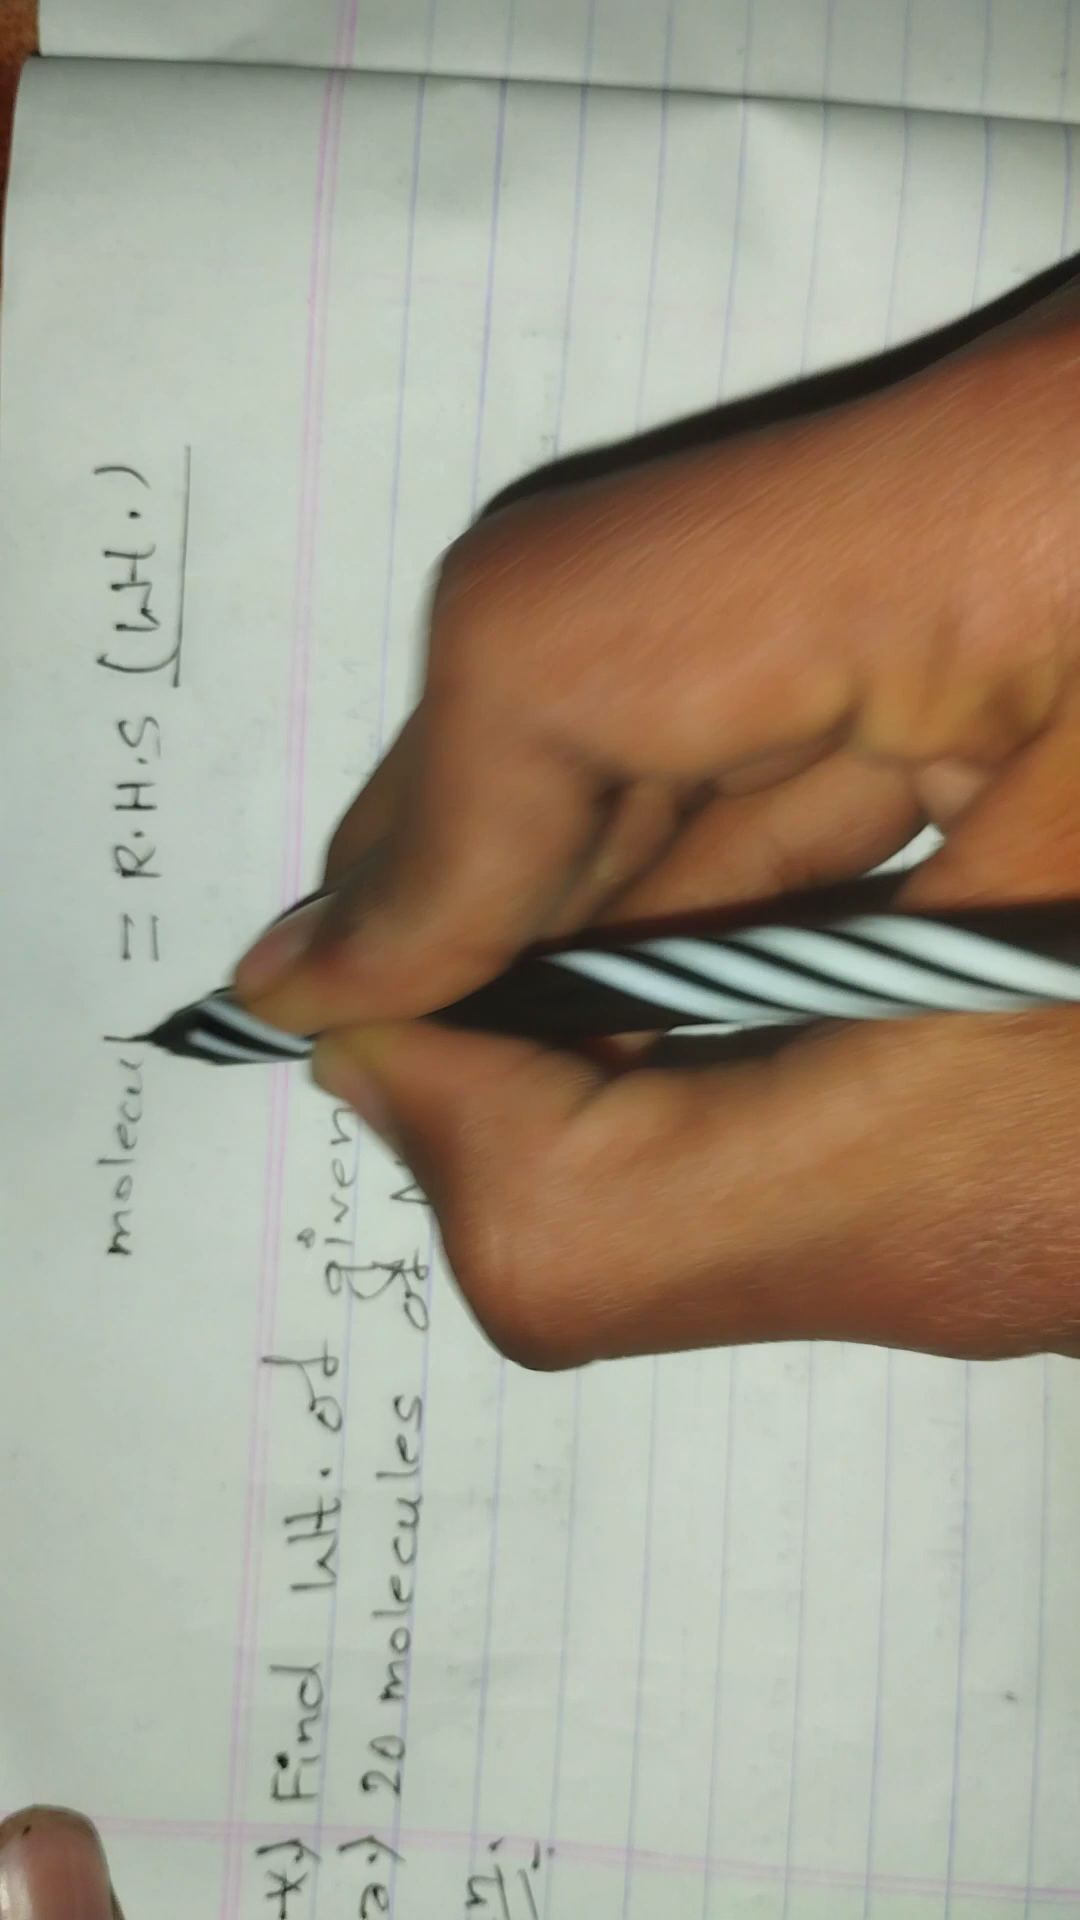 molecul = R.H.S (Wt.)
*) Find Wt. of given
a.) 20 molecules of